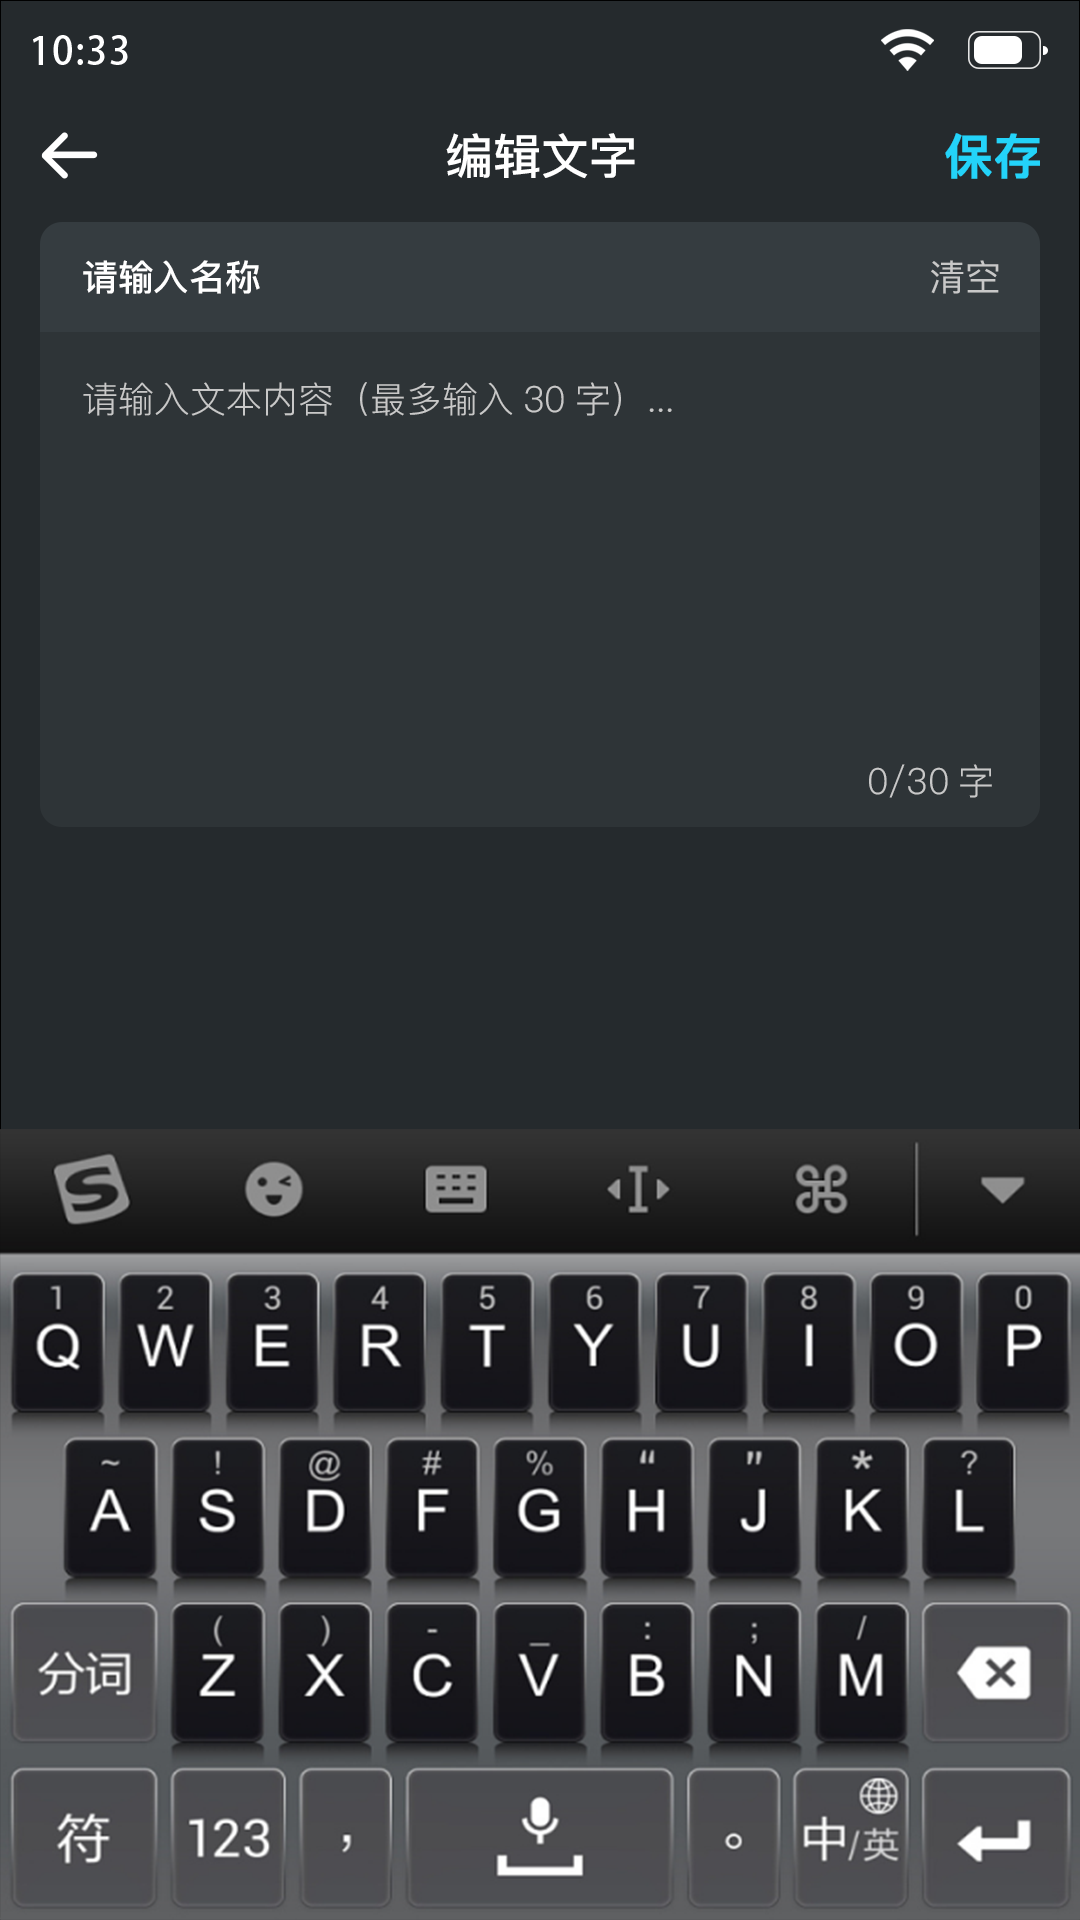 10:33
编辑文字
保存
请输入名称
清空
请输入文本内容（最多输入 30 字）...
0/30 字
1 2 3 4 5 6 7 8 9 0
Q W E R T Y U I O P
~ ! @ # % “ ” * ?
A S D F G H J K L
( ) - _ : ; /
分词 Z X C V B N M
符 123 ， 。 中/英